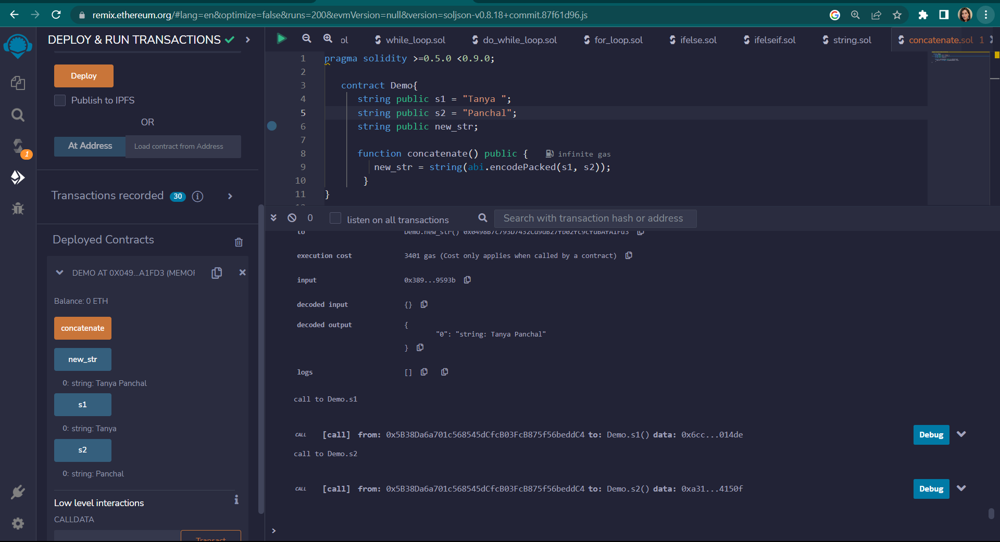 remix.ethereum.org/#lang=en&optimize=false&runs=200&evmVersion=null&version=soljson-v0.8.18+commit.87f61d96.js
DEPLOY & RUN TRANSACTIONS
Deploy
Publish to IPFS
OR
At Address Load contract from Address
Transactions recorded 30
Deployed Contracts
DEMO AT 0X049...A1FD3 (MEMOR
Balance: 0 ETH
concatenate
new_str
0: string: Tanya Panchal
s1
0: string: Tanya
s2
0: string: Panchal
Low level interactions
CALLDATA
Transact
1
ol while_loop.sol do_while_loop.sol for_loop.sol ifelse.sol ifelseif.sol string.sol concatenate.sol 1
1 pragma solidity >=0.5.0 <0.9.0;
2
3 contract Demo{
4 string public s1 = "Tanya ";
5 string public s2 = "Panchal";
6 string public new_str;
7
8 function concatenate() public { infinite gas
9 new_str = string(abi.encodePacked(s1, s2));
10 }
11 }
0 listen on all transactions Search with transaction hash or address
to Demo.new_str()
execution cost 3401 gas (Cost only applies when called by a contract)
input 0x389...9593b
decoded input {}
decoded output {
"0": "string: Tanya Panchal"
}
logs []
call to Demo.s1
CALL [call] from: 0x5B38Da6a701c568545dCfcB03FcB875f56beddC4 to: Demo.s1() data: 0x6cc...014de Debug
call to Demo.s2
CALL [call] from: 0x5B38Da6a701c568545dCfcB03FcB875f56beddC4 to: Demo.s2() data: 0xa31...4150f Debug
>